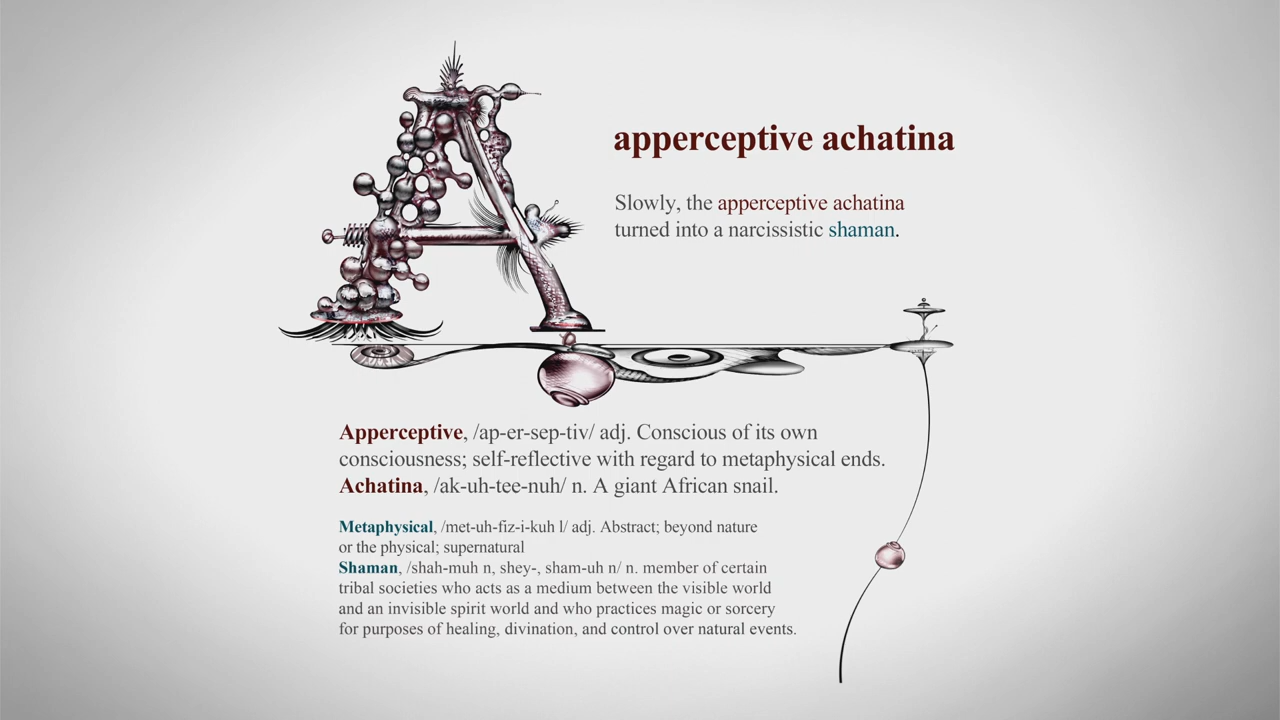 apperceptive achatina
Slowly, the apperceptive achatina
turned into a narcissistic shaman.
Apperceptive, /ap-er-sep-tiv/ adj. Conscious of its own
consciousness; self-reflective with regard to metaphysical ends.
Achatina, /ak-uh-tee-nuh/ n. A giant African snail.
Metaphysical, /met-uh-fiz-i-kuh l/ adj. Abstract; beyond nature
or the physical; supernatural
Shaman, /shah-muh n, shey-, sham-uh n/ n. member of certain
tribal societies who acts as a medium between the visible world
and an invisible spirit world and who practices magic or sorcery
for purposes of healing, divination, and control over natural events.